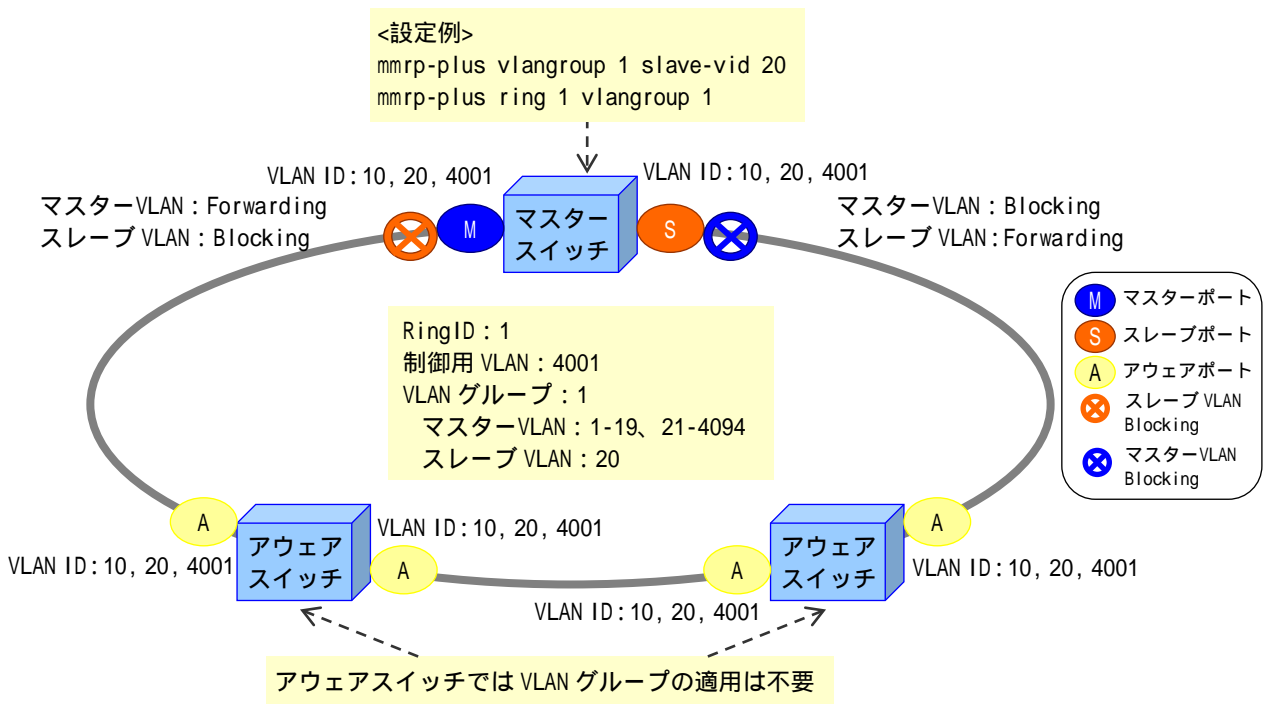 <設定例>
mmrp-plus vlangroup 1 slave-vid 20
mmrp-plus ring 1 vlangroup 1
VLAN ID:10, 20, 4001
VLAN ID:10, 20, 4001
マスターVLAN:Forwarding
スレーブ VLAN:Blocking
M
マスター
スイッチ
S
マスターVLAN:Blocking
スレーブ VLAN:Forwarding
RingID:1
制御用 VLAN:4001
VLAN グループ:1
マスターVLAN:1-19、21-4094
スレーブ VLAN:20
M マスターポート
S スレーブポート
A アウェアポート
スレーブ VLAN
Blocking
マスターVLAN
Blocking
A
アウェア
スイッチ
VLAN ID:10, 20, 4001
VLAN ID:10, 20, 4001
A
A
アウェア
スイッチ
A
VLAN ID:10, 20, 4001
VLAN ID:10, 20, 4001
アウェアスイッチでは VLAN グループの適用は不要